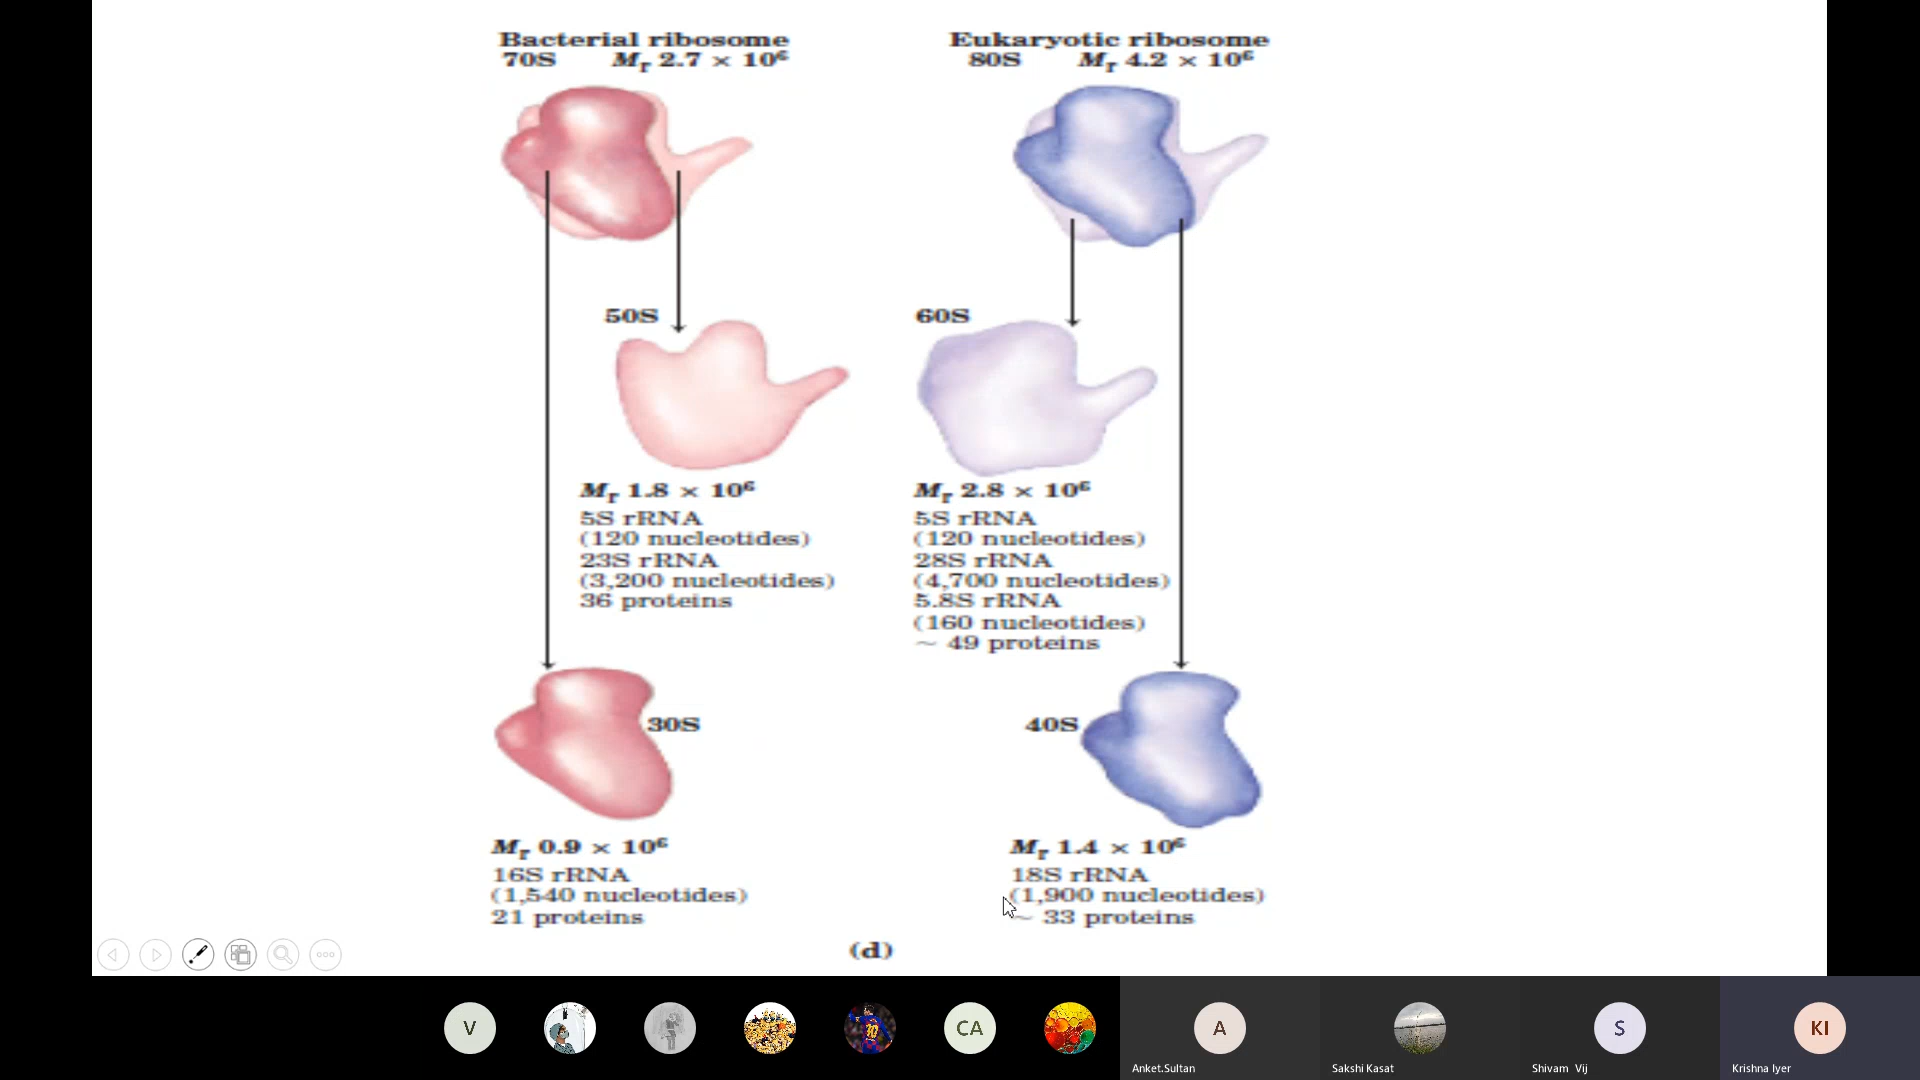 Bacterial ribosome
70S Mr 2.7 × 10⁶
Eukaryotic ribosome
80S Mr 4.2 × 10⁶
50S
Mr 1.8 × 10⁶
5S rRNA
(120 nucleotides)
23S rRNA
(3,200 nucleotides)
36 proteins
60S
Mr 2.8 × 10⁶
5S rRNA
(120 nucleotides)
28S rRNA
(4,700 nucleotides)
5.8S rRNA
(160 nucleotides)
~ 49 proteins
30S
Mr 0.9 × 10⁶
16S rRNA
(1,540 nucleotides)
21 proteins
40S
Mr 1.4 × 10⁶
18S rRNA
(1,900 nucleotides)
~ 33 proteins
(d)
V
10
CA
A
S
KI
Anket.Sultan
Sakshi Kasat
Shivam Vij
Krishna Iyer